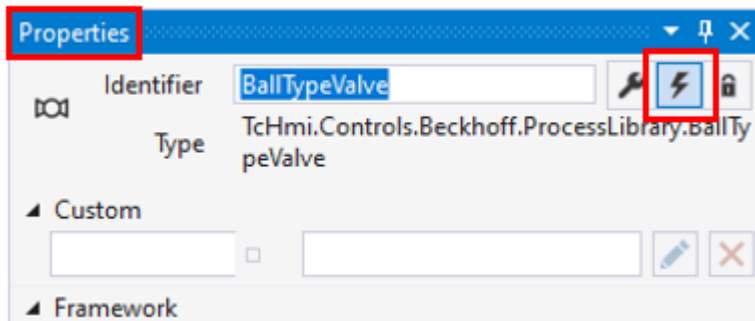 Properties
Identifier
BallTypeValve
Type
TcHmi.Controls.Beckhoff.ProcessLibrary.BallTy
peValve
Custom
Framework